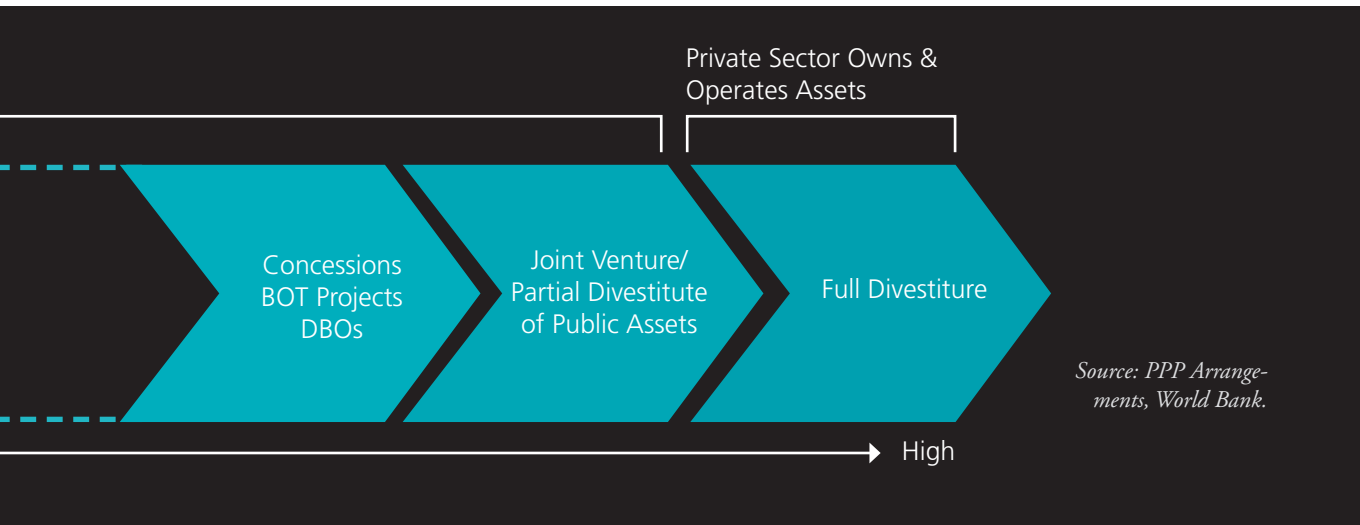 Private Sector Owns &
Operates Assets
Concessions
BOT Projects
DBOs
Joint Venture/
Partial Divestitute
of Public Assets
Full Divestiture
Source: PPP Arrange-
ments, World Bank.
High